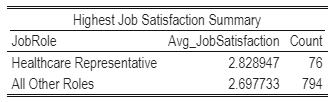 Highest Job Satisfaction Summary
JobRole Avg_JobSatisfaction Count
Healthcare Representative 2.828947 76
All Other Roles 2.697733 794